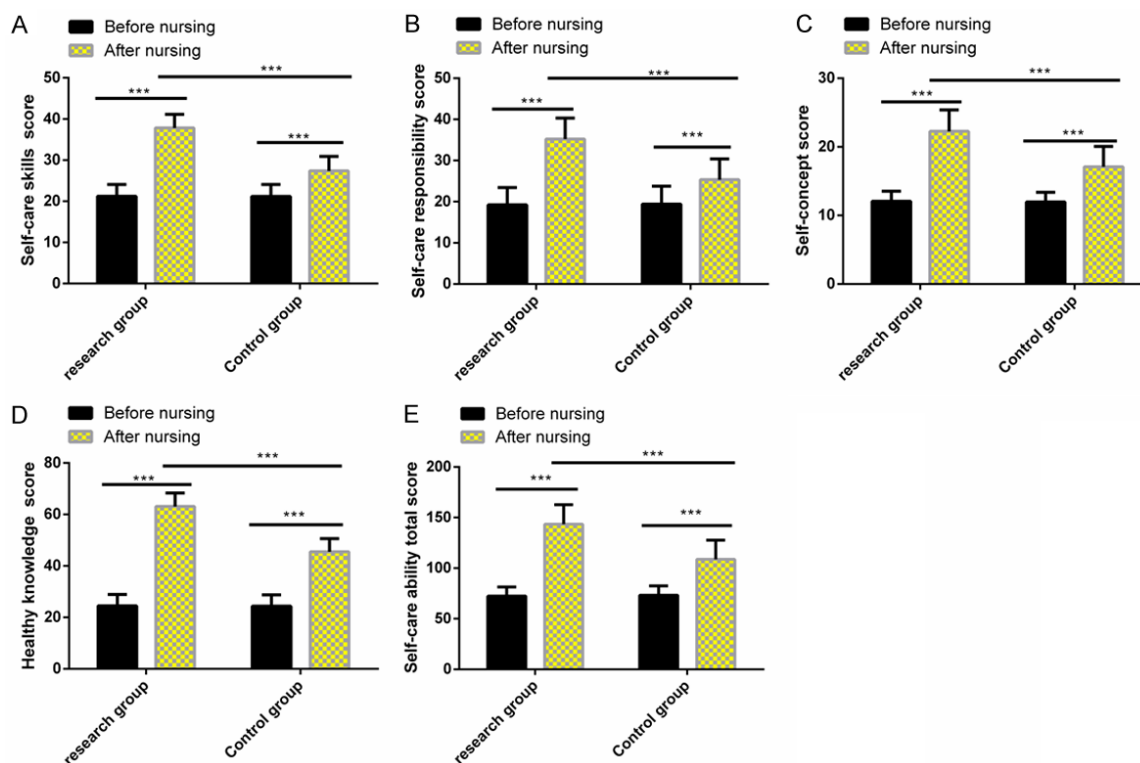 A
Before nursing
After nursing
Self-care skills score
50
40
30
20
10
0
***
***
***
research group
Control group
B
Before nursing
After nursing
Self-care responsibility score
50
40
30
20
10
0
***
***
***
research group
Control group
C
Before nursing
After nursing
Self-concept score
30
20
10
0
***
***
***
research group
Control group
D
Before nursing
After nursing
Healthy knowledge score
80
60
40
20
0
***
***
***
research group
Control group
E
Before nursing
After nursing
Self-care ability total score
200
150
100
50
0
***
***
***
research group
Control group